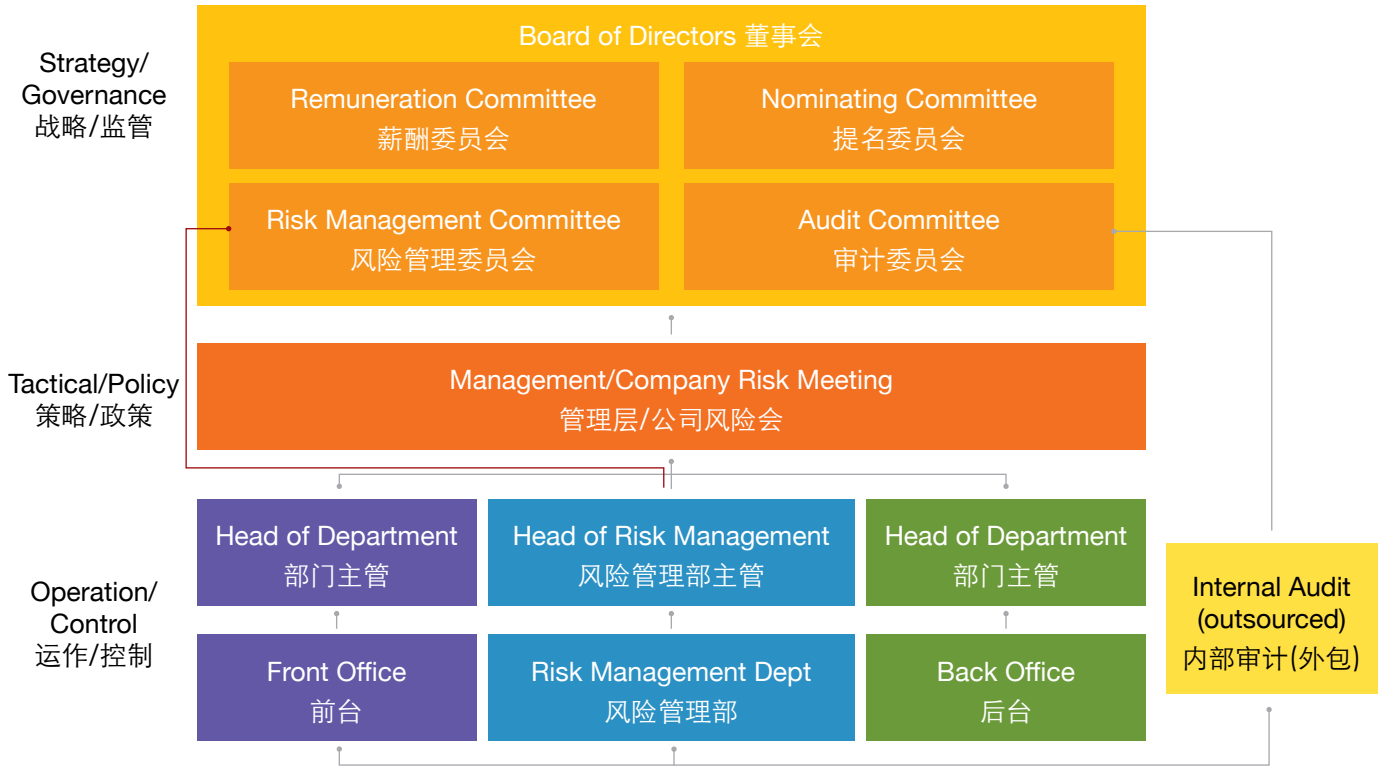 Board of Directors 董事会
Strategy/
Governance
战略/监管
Remuneration Committee
薪酬委员会
Nominating Committee
提名委员会
Risk Management Committee
风险管理委员会
Audit Committee
审计委员会
Tactical/Policy
策略/政策
Management/Company Risk Meeting
管理层/公司风险会
Operation/
Control
运作/控制
Head of Department
部门主管
Head of Risk Management
风险管理部主管
Head of Department
部门主管
Internal Audit
(outsourced)
内部审计(外包)
Front Office
前台
Risk Management Dept
风险管理部
Back Office
后台